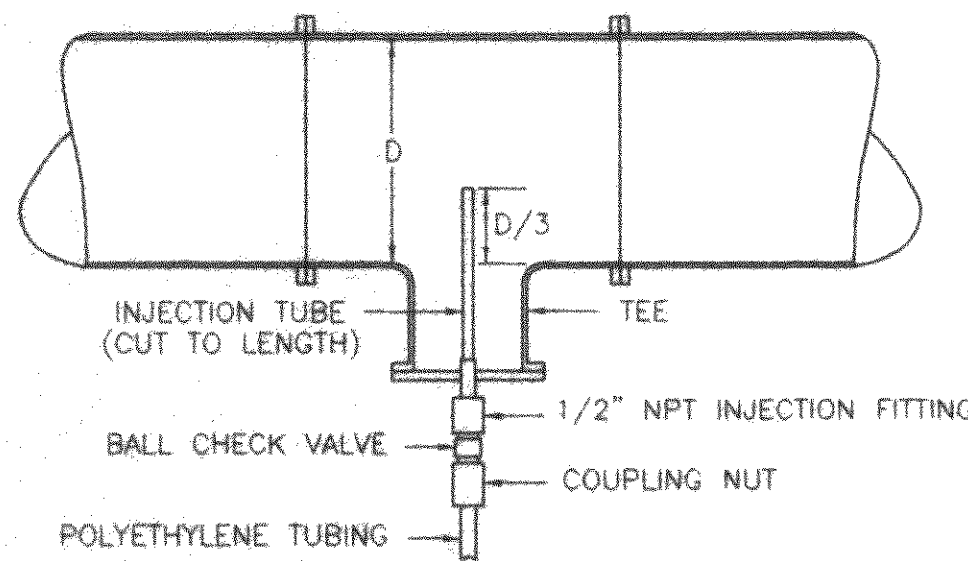 D
D/3
INJECTION TUBE
(CUT TO LENGTH)
TEE
1/2" NPT INJECTION FITTING
BALL CHECK VALVE
COUPLING NUT
POLYETHYLENE TUBING